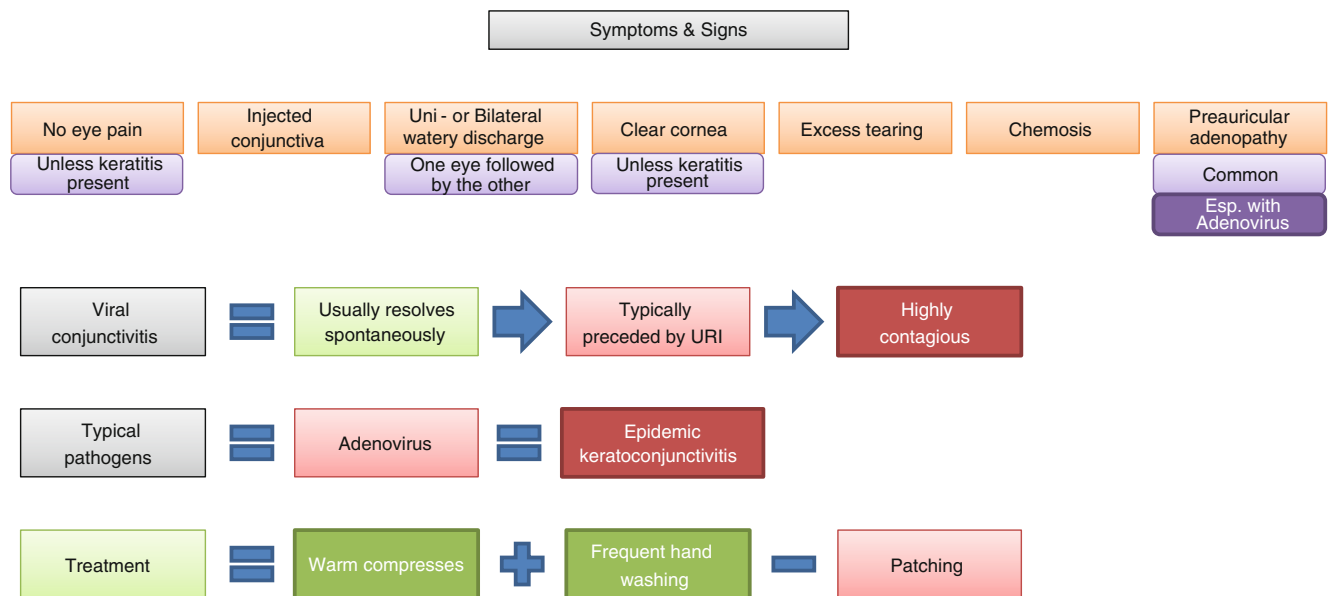 Symptoms & Signs
No eye pain
Unless keratitis
present
Injected
conjunctiva
Uni - or Bilateral
watery discharge
One eye followed
by the other
Clear cornea
Unless keratitis
present
Excess tearing
Chemosis
Preauricular
adenopathy
Common
Esp. with
Adenovirus
Viral
conjunctivitis
Usually resolves
spontaneously
Typically
preceded by URI
Highly
contagious
Typical
pathogens
Adenovirus
Epidemic
keratoconjunctivitis
Treatment
Warm compresses
Frequent hand
washing
Patching